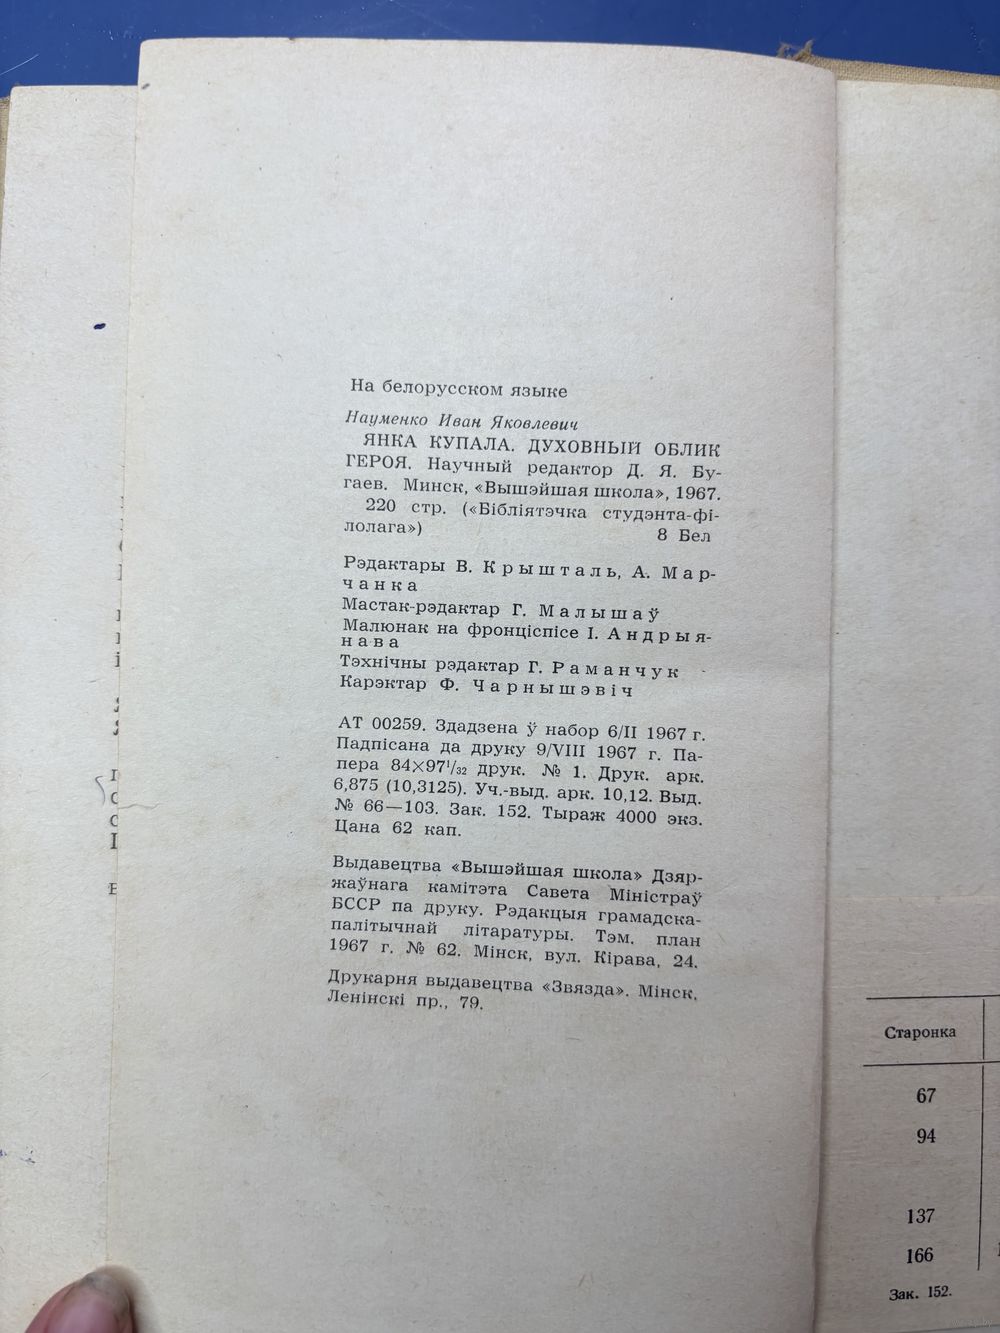 На белорусском языке
Науменко Иван Яковлевич
ЯНКА КУПАЛА. ДУХОВНЫЙ ОБЛИК
ГЕРОЯ. Научный редактор Д. Я. Бу-
гаев. Минск, «Вышэйшая школа», 1967.
220 стр. («Бібліятэчка студэнта-фі-
лолага») 8 Бел
Рэдактары В. Крышталь, А. Мар-
чанка
Мастак-рэдактар Г. Малышаў
Малюнак на фронціспісе І. Андрыя-
нава
Тэхнічны рэдактар Г. Раманчук
Карэктар Ф. Чарнышэвіч
АТ 00259. Здадзена ў набор 6/II 1967 г.
Падпісана да друку 9/VIII 1967 г. Па-
пера 84×97¹/₃₂ друк. № 1. Друк. арк.
6,875 (10,3125). Уч.-выд. арк. 10,12. Выд.
№ 66—103. Зак. 152. Тыраж 4000 экз.
Цана 62 кап.
Выдавецтва «Вышэйшая школа» Дзяр-
жаўнага камітэта Савета Міністраў
БССР па друку. Рэдакцыя грамадска-
палітычнай літаратуры. Тэм. план
1967 г. № 62. Мінск, вул. Кірава, 24.
Друкарня выдавецтва «Звязда». Мінск,
Ленінскі пр., 79.
Старонка
67
94
137
166
Зак. 152.